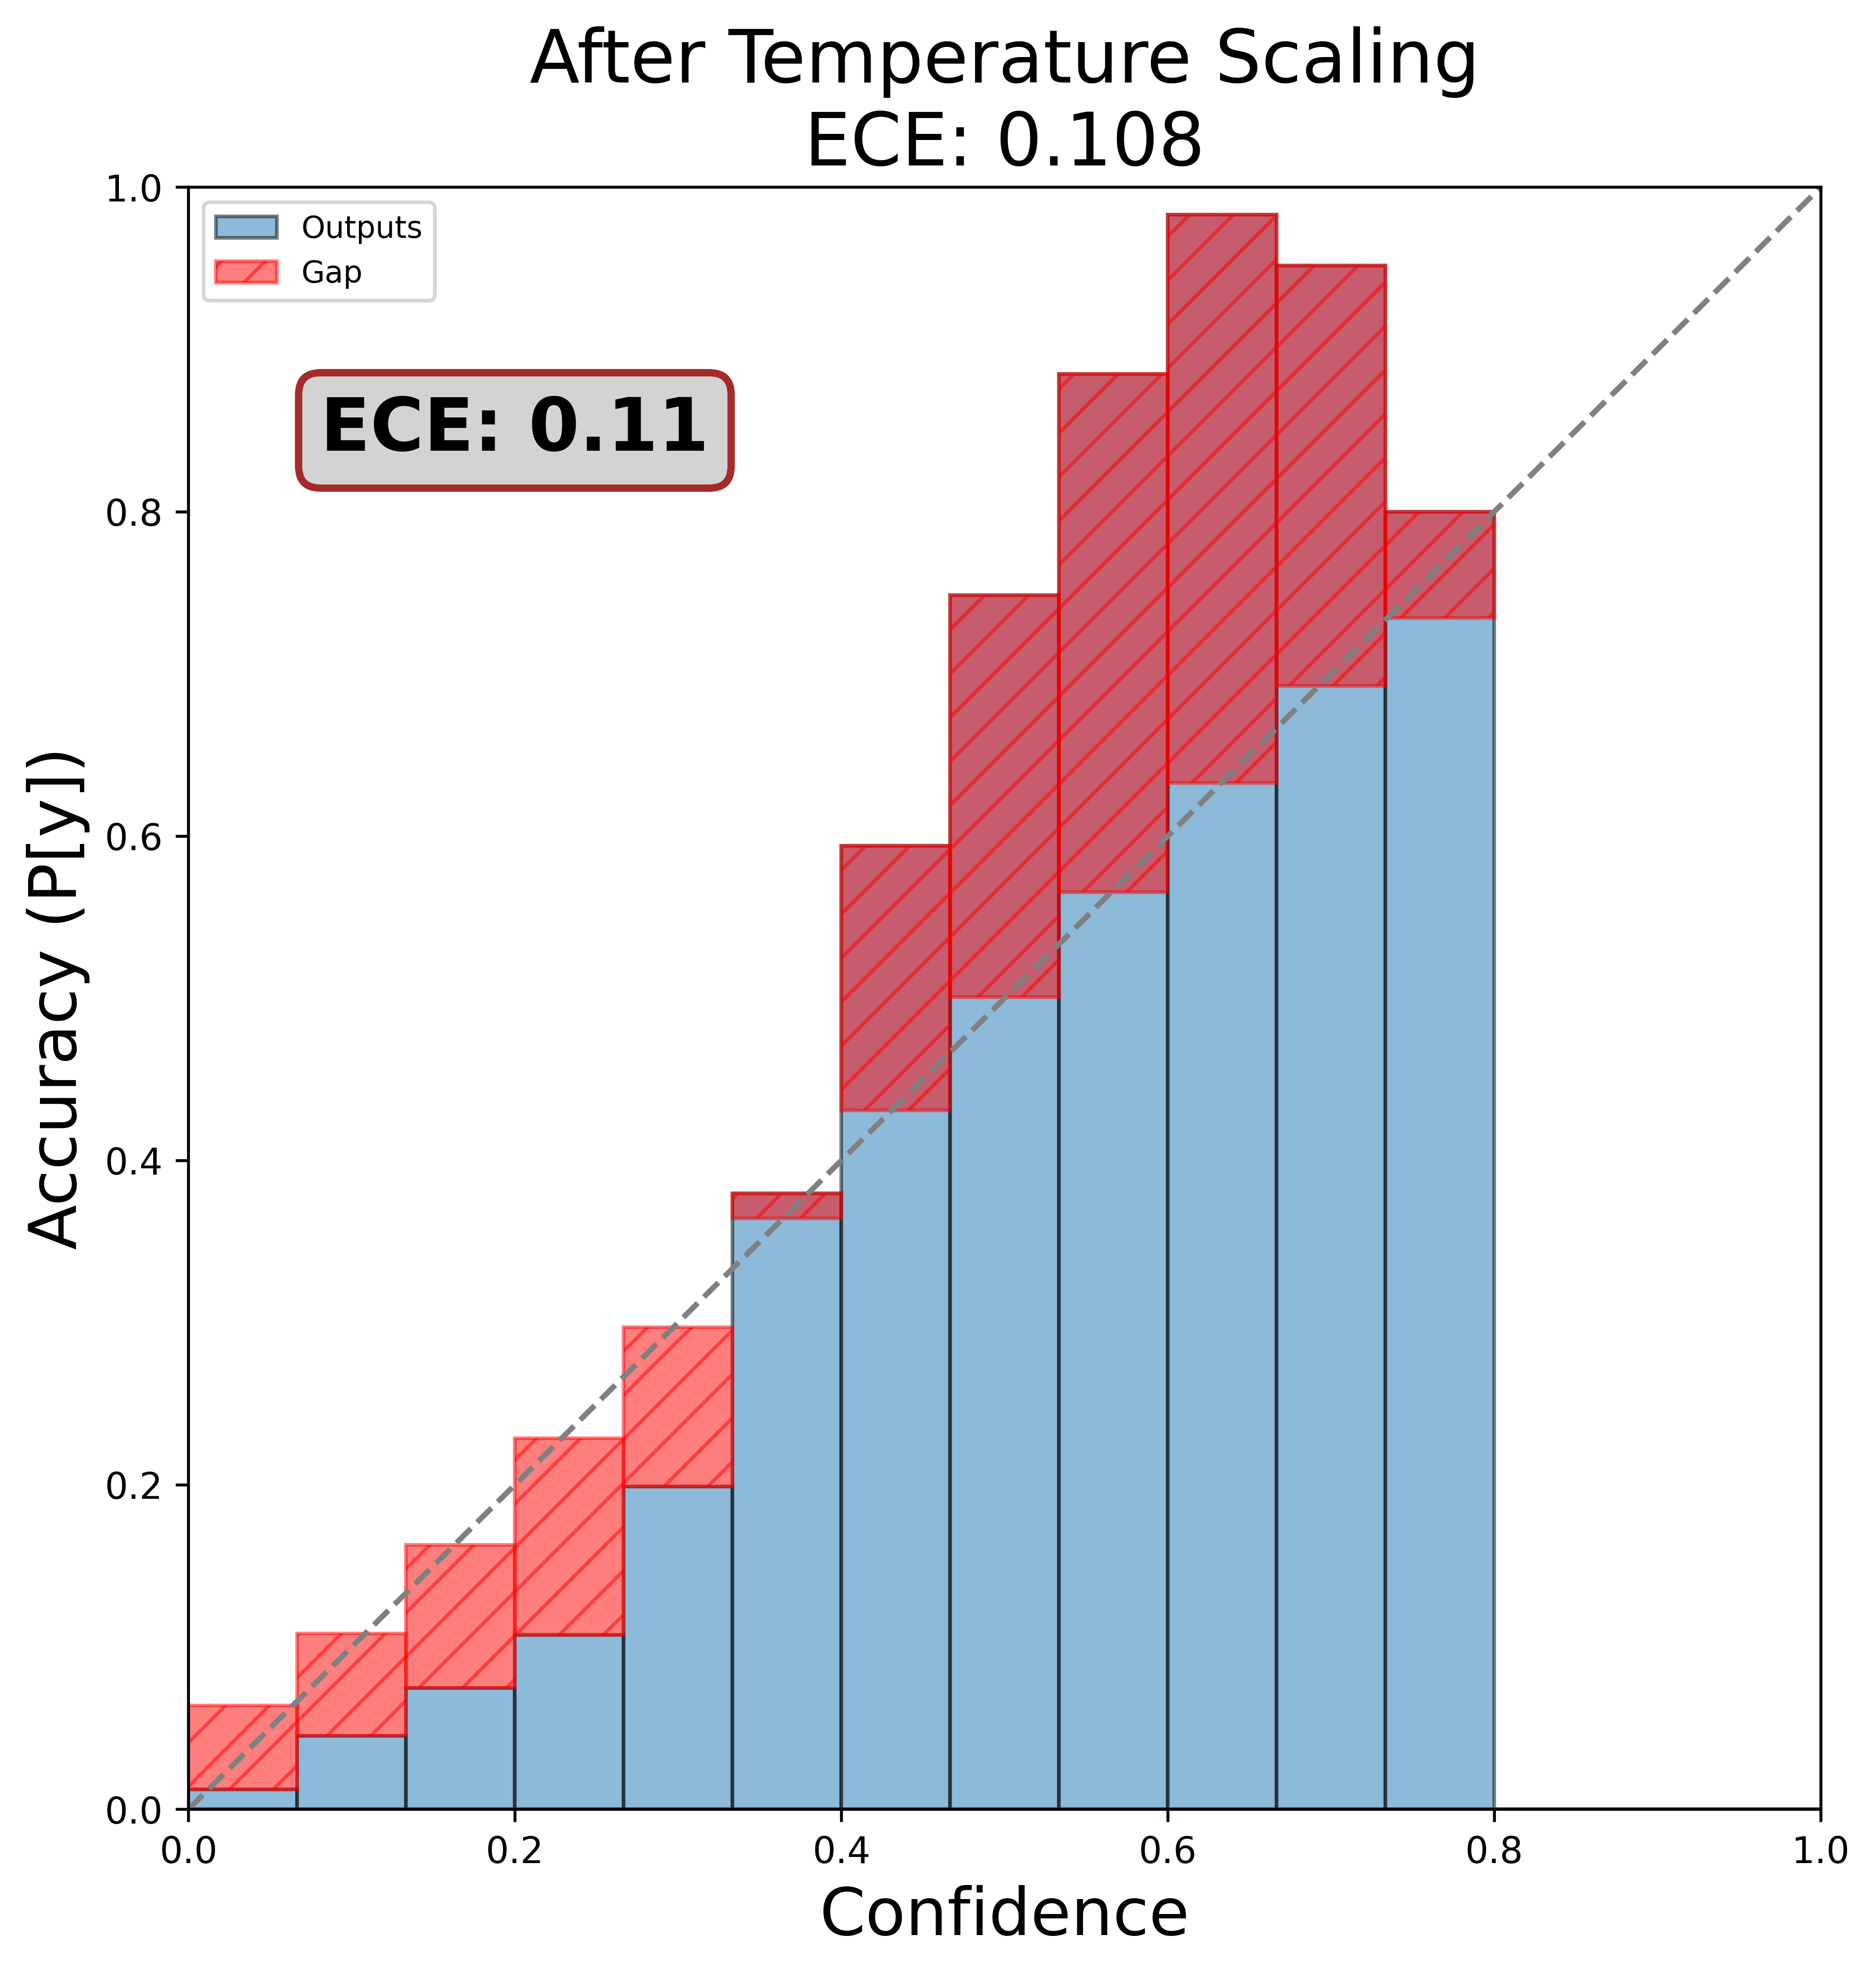 After Temperature Scaling
ECE: 0.108
1.0
Outputs
Gap
ECE: 0.11
0.8
0.6
0.4
0.2
0.0
Accuracy (P[y])
0.0 0.2 0.4 0.6 0.8 1.0
Confidence